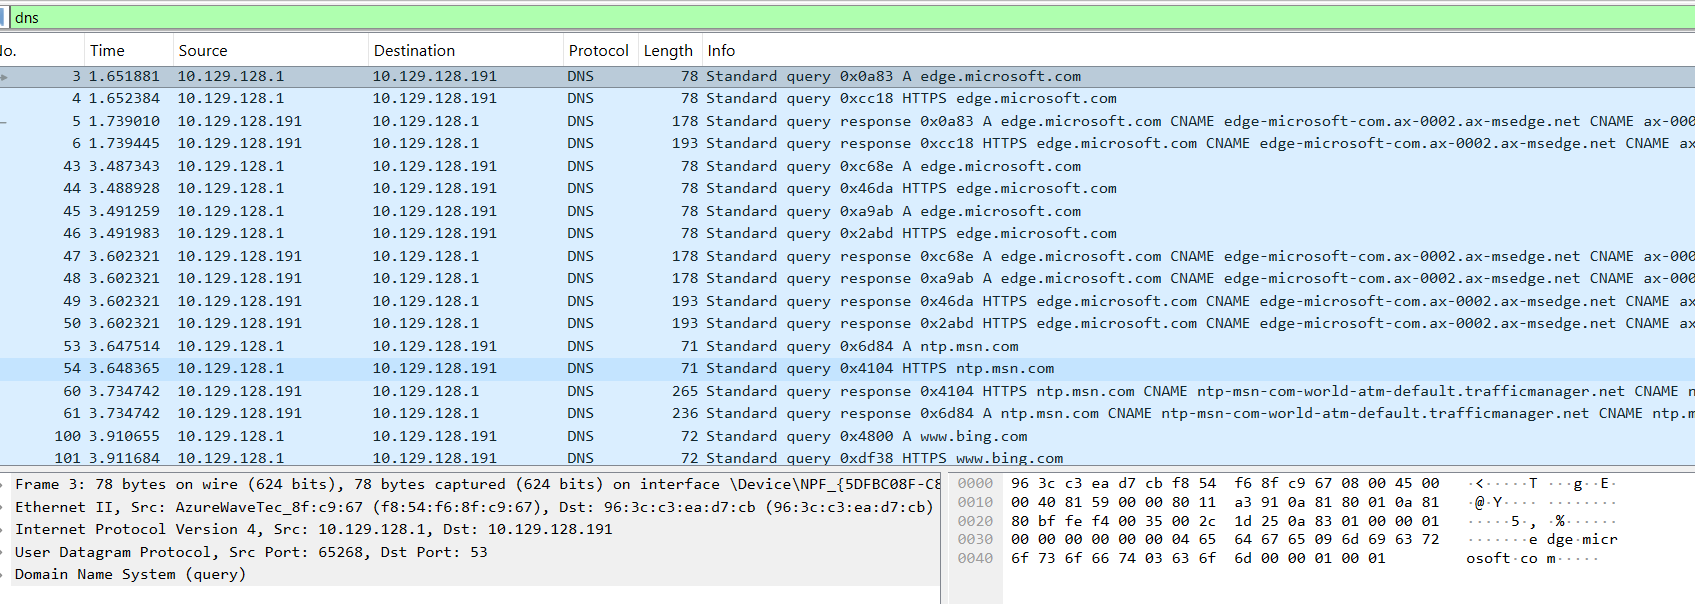 dns
No. Time Source Destination Protocol Length Info
3 1.651881 10.129.128.1 10.129.128.191 DNS 78 Standard query 0x0a83 A edge.microsoft.com
4 1.652384 10.129.128.1 10.129.128.191 DNS 78 Standard query 0xcc18 HTTPS edge.microsoft.com
5 1.739010 10.129.128.191 10.129.128.1 DNS 178 Standard query response 0x0a83 A edge.microsoft.com CNAME edge-microsoft-com.ax-0002.ax-msedge.net CNAME ax-000
6 1.739445 10.129.128.191 10.129.128.1 DNS 193 Standard query response 0xcc18 HTTPS edge.microsoft.com CNAME edge-microsoft-com.ax-0002.ax-msedge.net CNAME ax
43 3.487343 10.129.128.1 10.129.128.191 DNS 78 Standard query 0xc68e A edge.microsoft.com
44 3.488928 10.129.128.1 10.129.128.191 DNS 78 Standard query 0x46da HTTPS edge.microsoft.com
45 3.491259 10.129.128.1 10.129.128.191 DNS 78 Standard query 0xa9ab A edge.microsoft.com
46 3.491983 10.129.128.1 10.129.128.191 DNS 78 Standard query 0x2abd HTTPS edge.microsoft.com
47 3.602321 10.129.128.191 10.129.128.1 DNS 178 Standard query response 0xc68e A edge.microsoft.com CNAME edge-microsoft-com.ax-0002.ax-msedge.net CNAME ax-000
48 3.602321 10.129.128.191 10.129.128.1 DNS 178 Standard query response 0xa9ab A edge.microsoft.com CNAME edge-microsoft-com.ax-0002.ax-msedge.net CNAME ax-000
49 3.602321 10.129.128.191 10.129.128.1 DNS 193 Standard query response 0x46da HTTPS edge.microsoft.com CNAME edge-microsoft-com.ax-0002.ax-msedge.net CNAME ax
50 3.602321 10.129.128.191 10.129.128.1 DNS 193 Standard query response 0x2abd HTTPS edge.microsoft.com CNAME edge-microsoft-com.ax-0002.ax-msedge.net CNAME ax
53 3.647514 10.129.128.1 10.129.128.191 DNS 71 Standard query 0x6d84 A ntp.msn.com
54 3.648365 10.129.128.1 10.129.128.191 DNS 71 Standard query 0x4104 HTTPS ntp.msn.com
60 3.734742 10.129.128.191 10.129.128.1 DNS 265 Standard query response 0x4104 HTTPS ntp.msn.com CNAME ntp-msn-com-world-atm-default.trafficmanager.net CNAME n
61 3.734742 10.129.128.191 10.129.128.1 DNS 236 Standard query response 0x6d84 A ntp.msn.com CNAME ntp-msn-com-world-atm-default.trafficmanager.net CNAME ntp.m
100 3.910655 10.129.128.1 10.129.128.191 DNS 72 Standard query 0x4800 A www.bing.com
101 3.911684 10.129.128.1 10.129.128.191 DNS 72 Standard query 0xdf38 HTTPS www.bing.com
Frame 3: 78 bytes on wire (624 bits), 78 bytes captured (624 bits) on interface \Device\NPF_{5DFBC08F-C8
Ethernet II, Src: AzureWaveTec_8f:c9:67 (f8:54:f6:8f:c9:67), Dst: 96:3c:c3:ea:d7:cb (96:3c:c3:ea:d7:cb)
Internet Protocol Version 4, Src: 10.129.128.1, Dst: 10.129.128.191
User Datagram Protocol, Src Port: 65268, Dst Port: 53
Domain Name System (query)
0000 96 3c c3 ea d7 cb f8 54 f6 8f c9 67 08 00 45 00 ·<·····T ···g··E·
0010 00 40 81 59 00 00 80 11 a3 91 0a 81 80 01 0a 81 ·@·Y···· ········
0020 80 bf fe f4 00 35 00 2c 1d 25 0a 83 01 00 00 01 ·····5·, ·%······
0030 00 00 00 00 00 00 04 65 64 67 65 09 6d 69 63 72 ·······e dge·micr
0040 6f 73 6f 66 74 03 63 6f 6d 00 00 01 00 01 osoft·co m·····